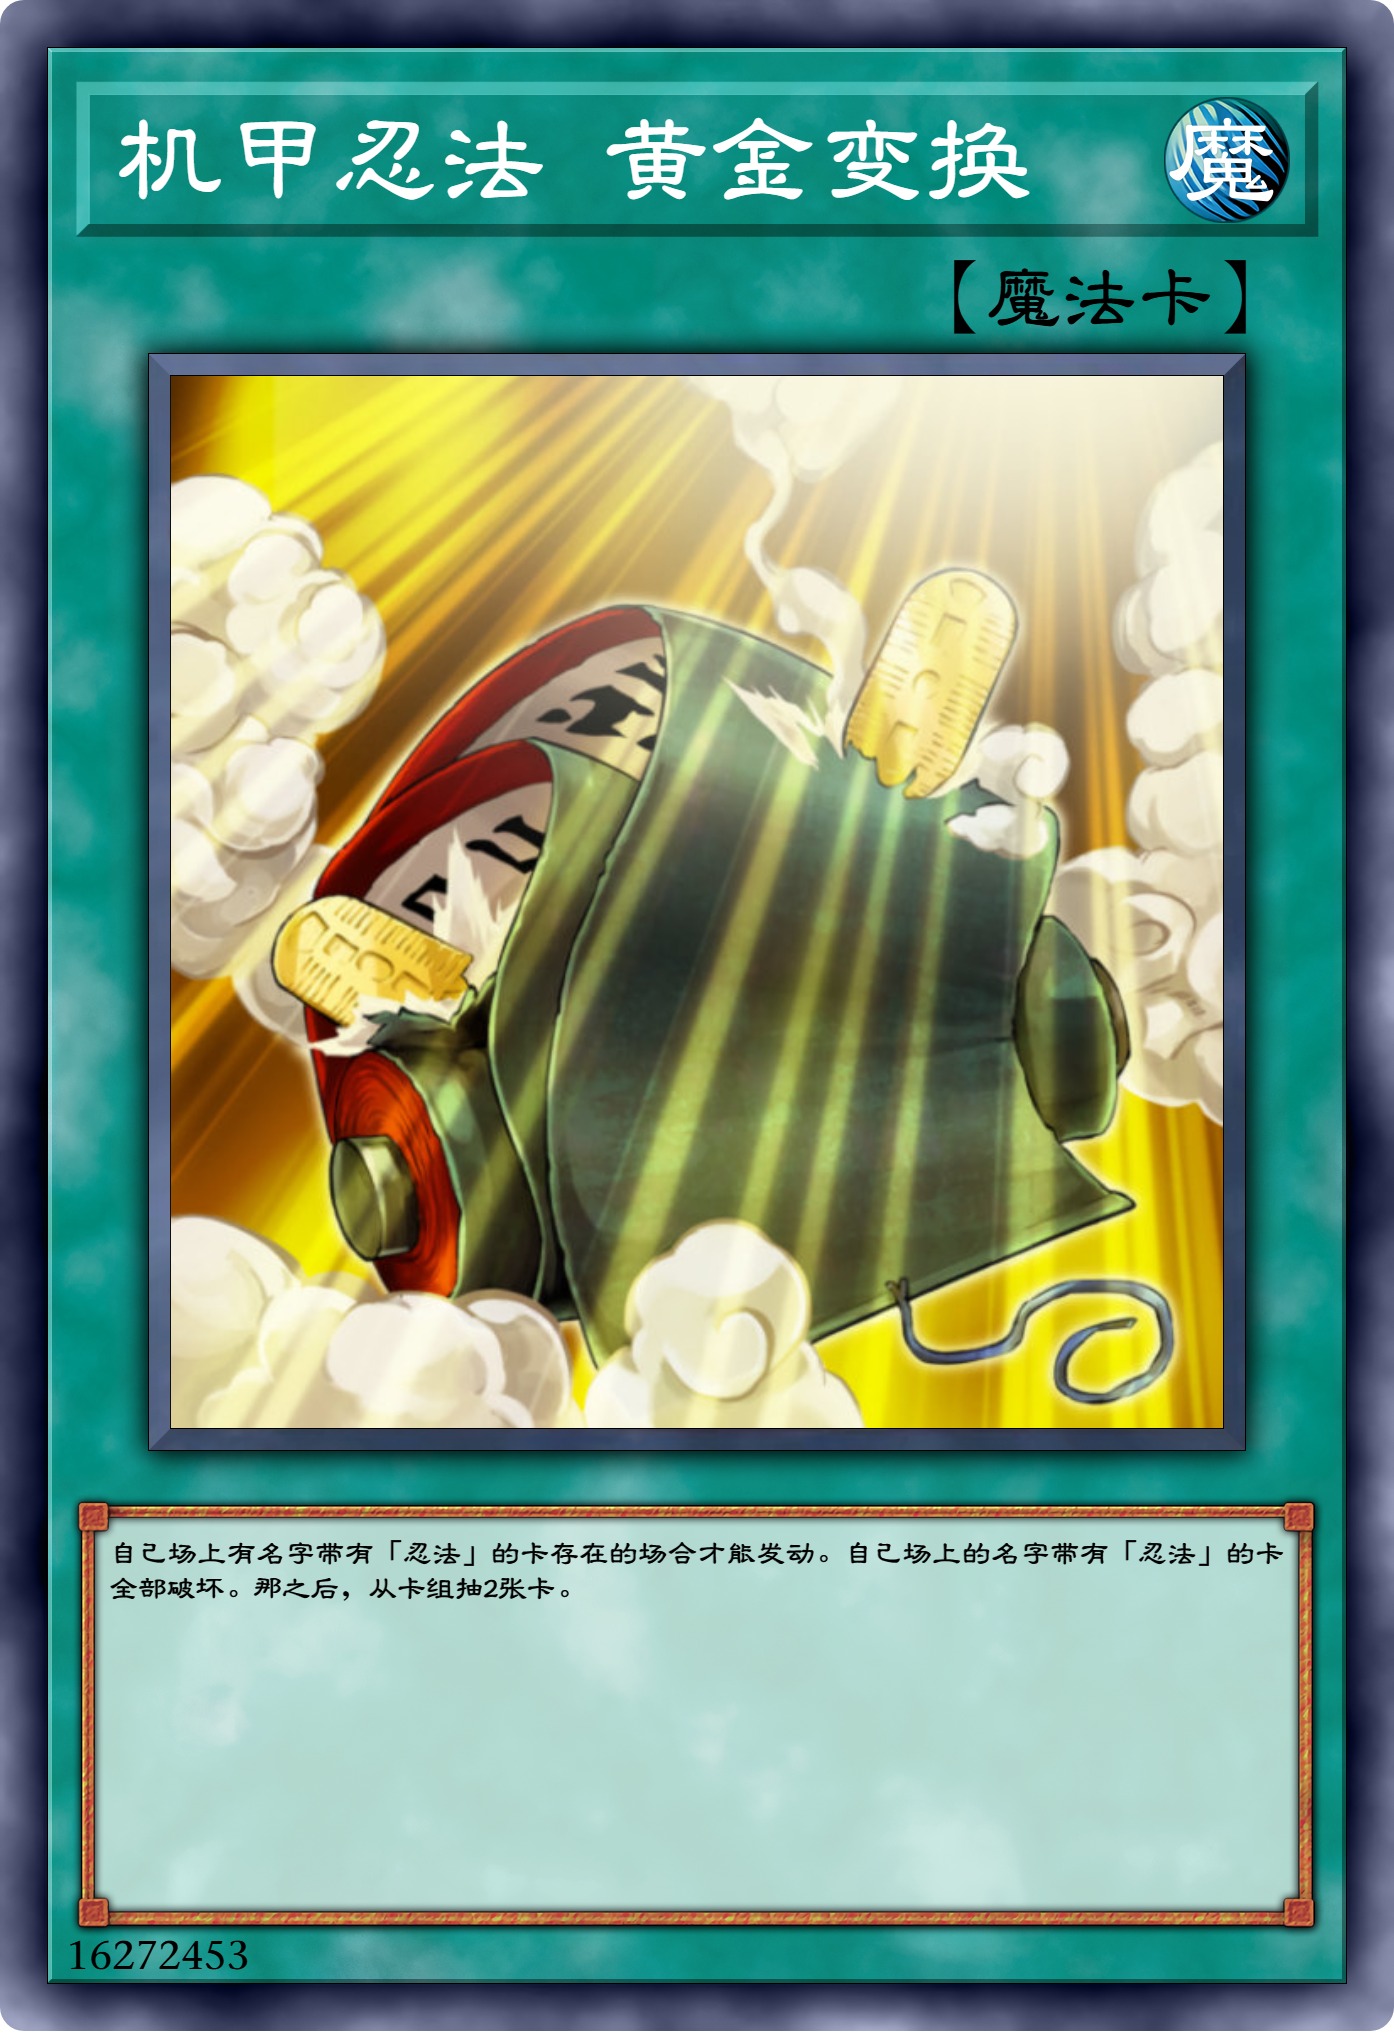 机甲忍法 黄金变换 魔
【魔法卡】
自己场上有名字带有「忍法」的卡存在的场合才能发动。自己场上的名字带有「忍法」的卡
全部破坏。那之后，从卡组抽2张卡。
16272453